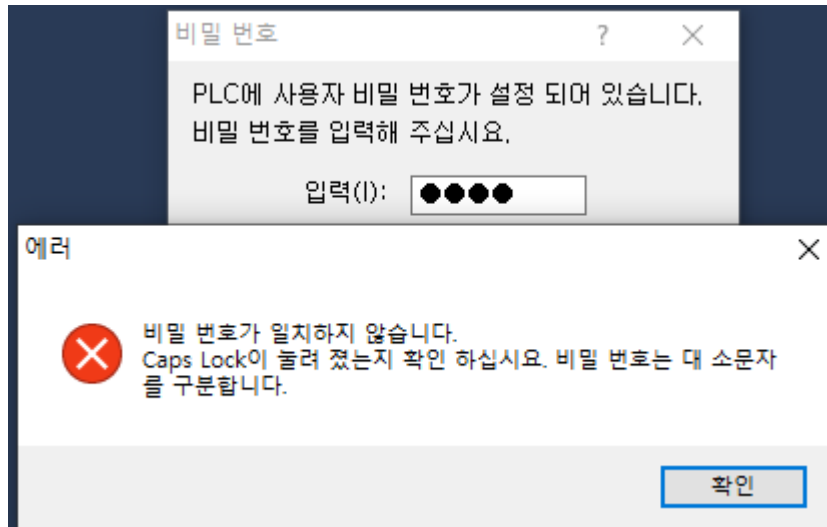 비밀 번호
PLC에 사용자 비밀 번호가 설정 되어 있습니다.
비밀 번호를 입력해 주십시요.
입력(I): ●●●●
에러
비밀 번호가 일치하지 않습니다.
Caps Lock이 눌려 졌는지 확인 하십시요. 비밀 번호는 대 소문자
를 구분합니다.
확인